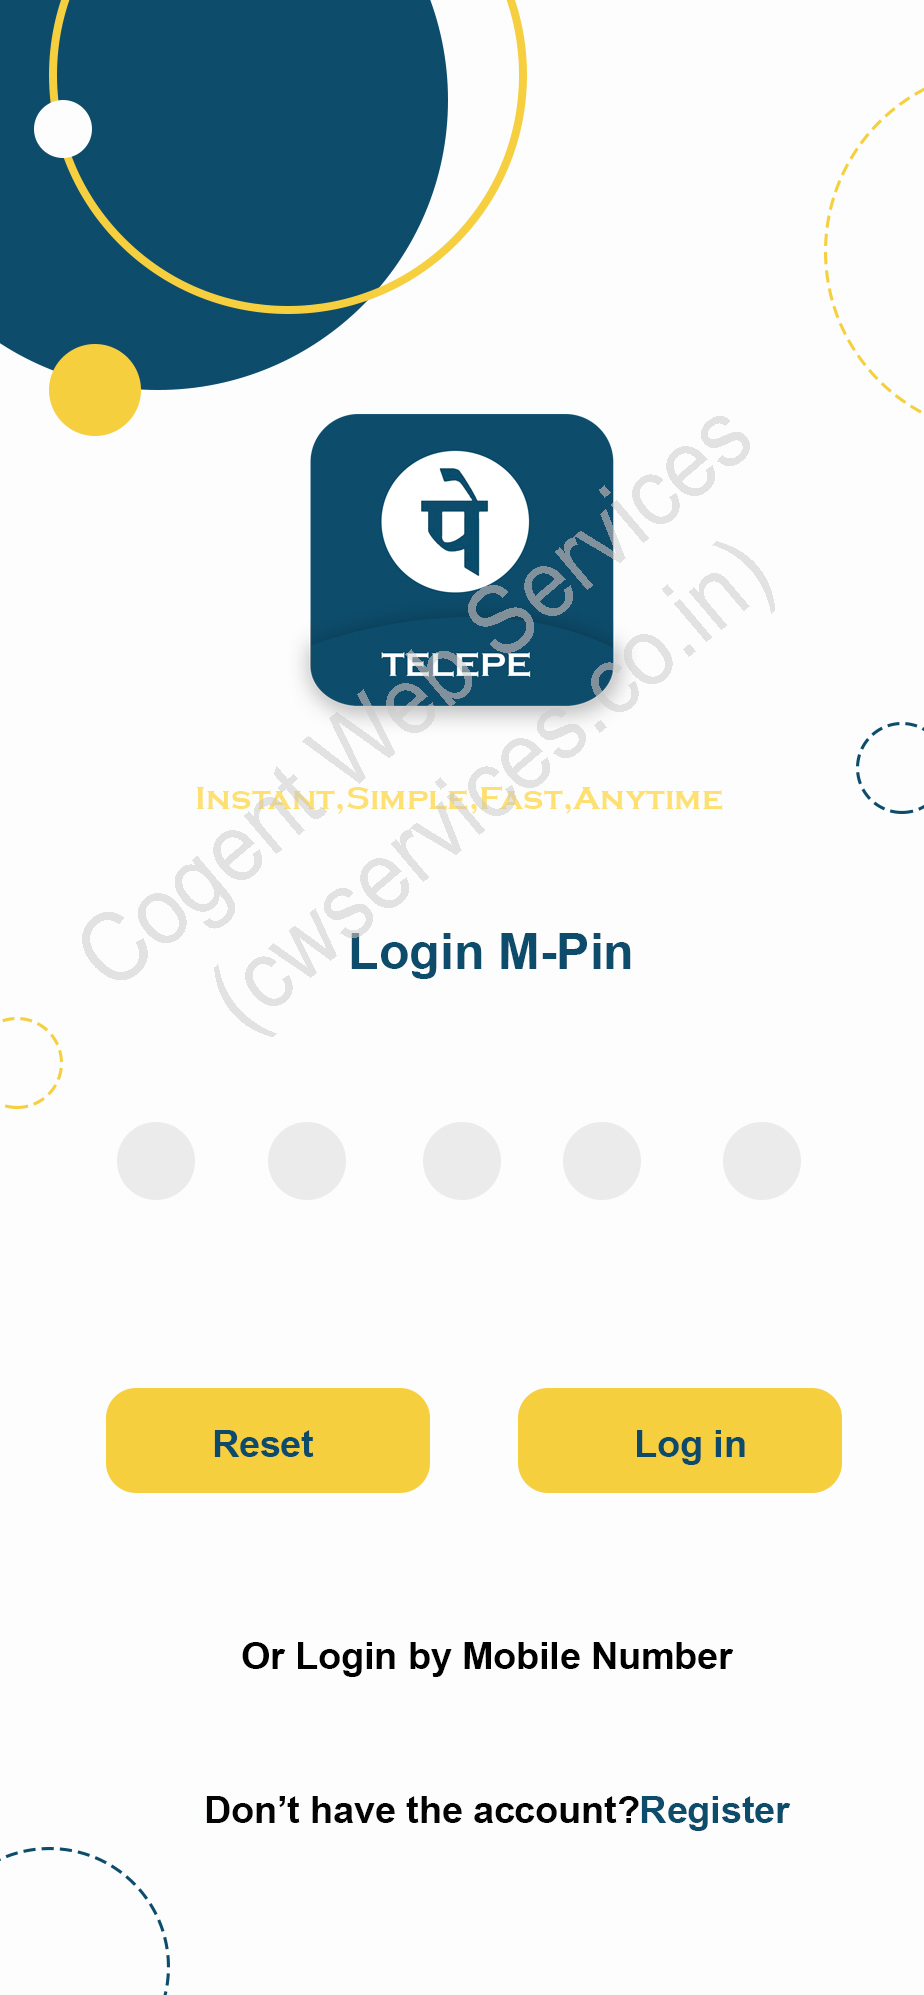 पे
TELEPE
Instant,Simple,Fast,Anytime
Cogent Web Services
(cwservices.co.in)
Login M-Pin
Reset
Log in
Or Login by Mobile Number
Don’t have the account?Register